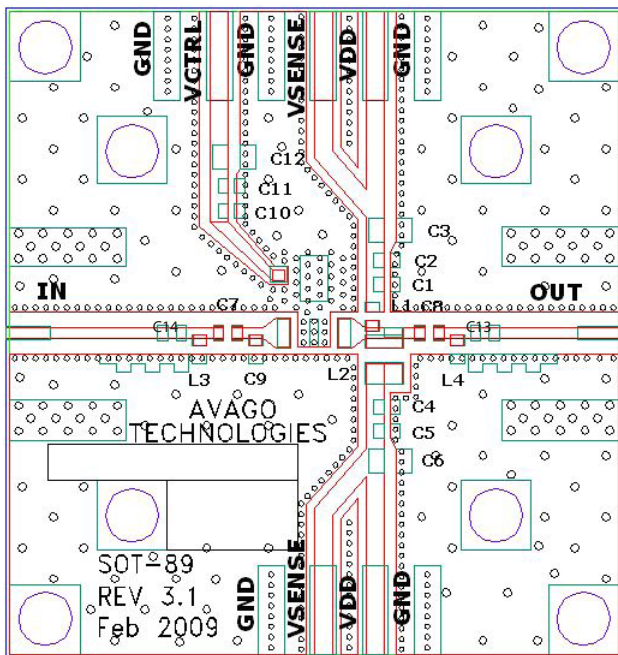 GND
VCTRL
GND
VSENSE
VDD
GND
C12
C11
C10
C3
C2
C1
IN
OUT
C7
L1
C8
C14
C13
L3
C9
L2
L4
AVAGO
TECHNOLOGIES
C4
C5
C6
SOT-89
REV 3.1
Feb 2009
GND
VSENSE
VDD
GND